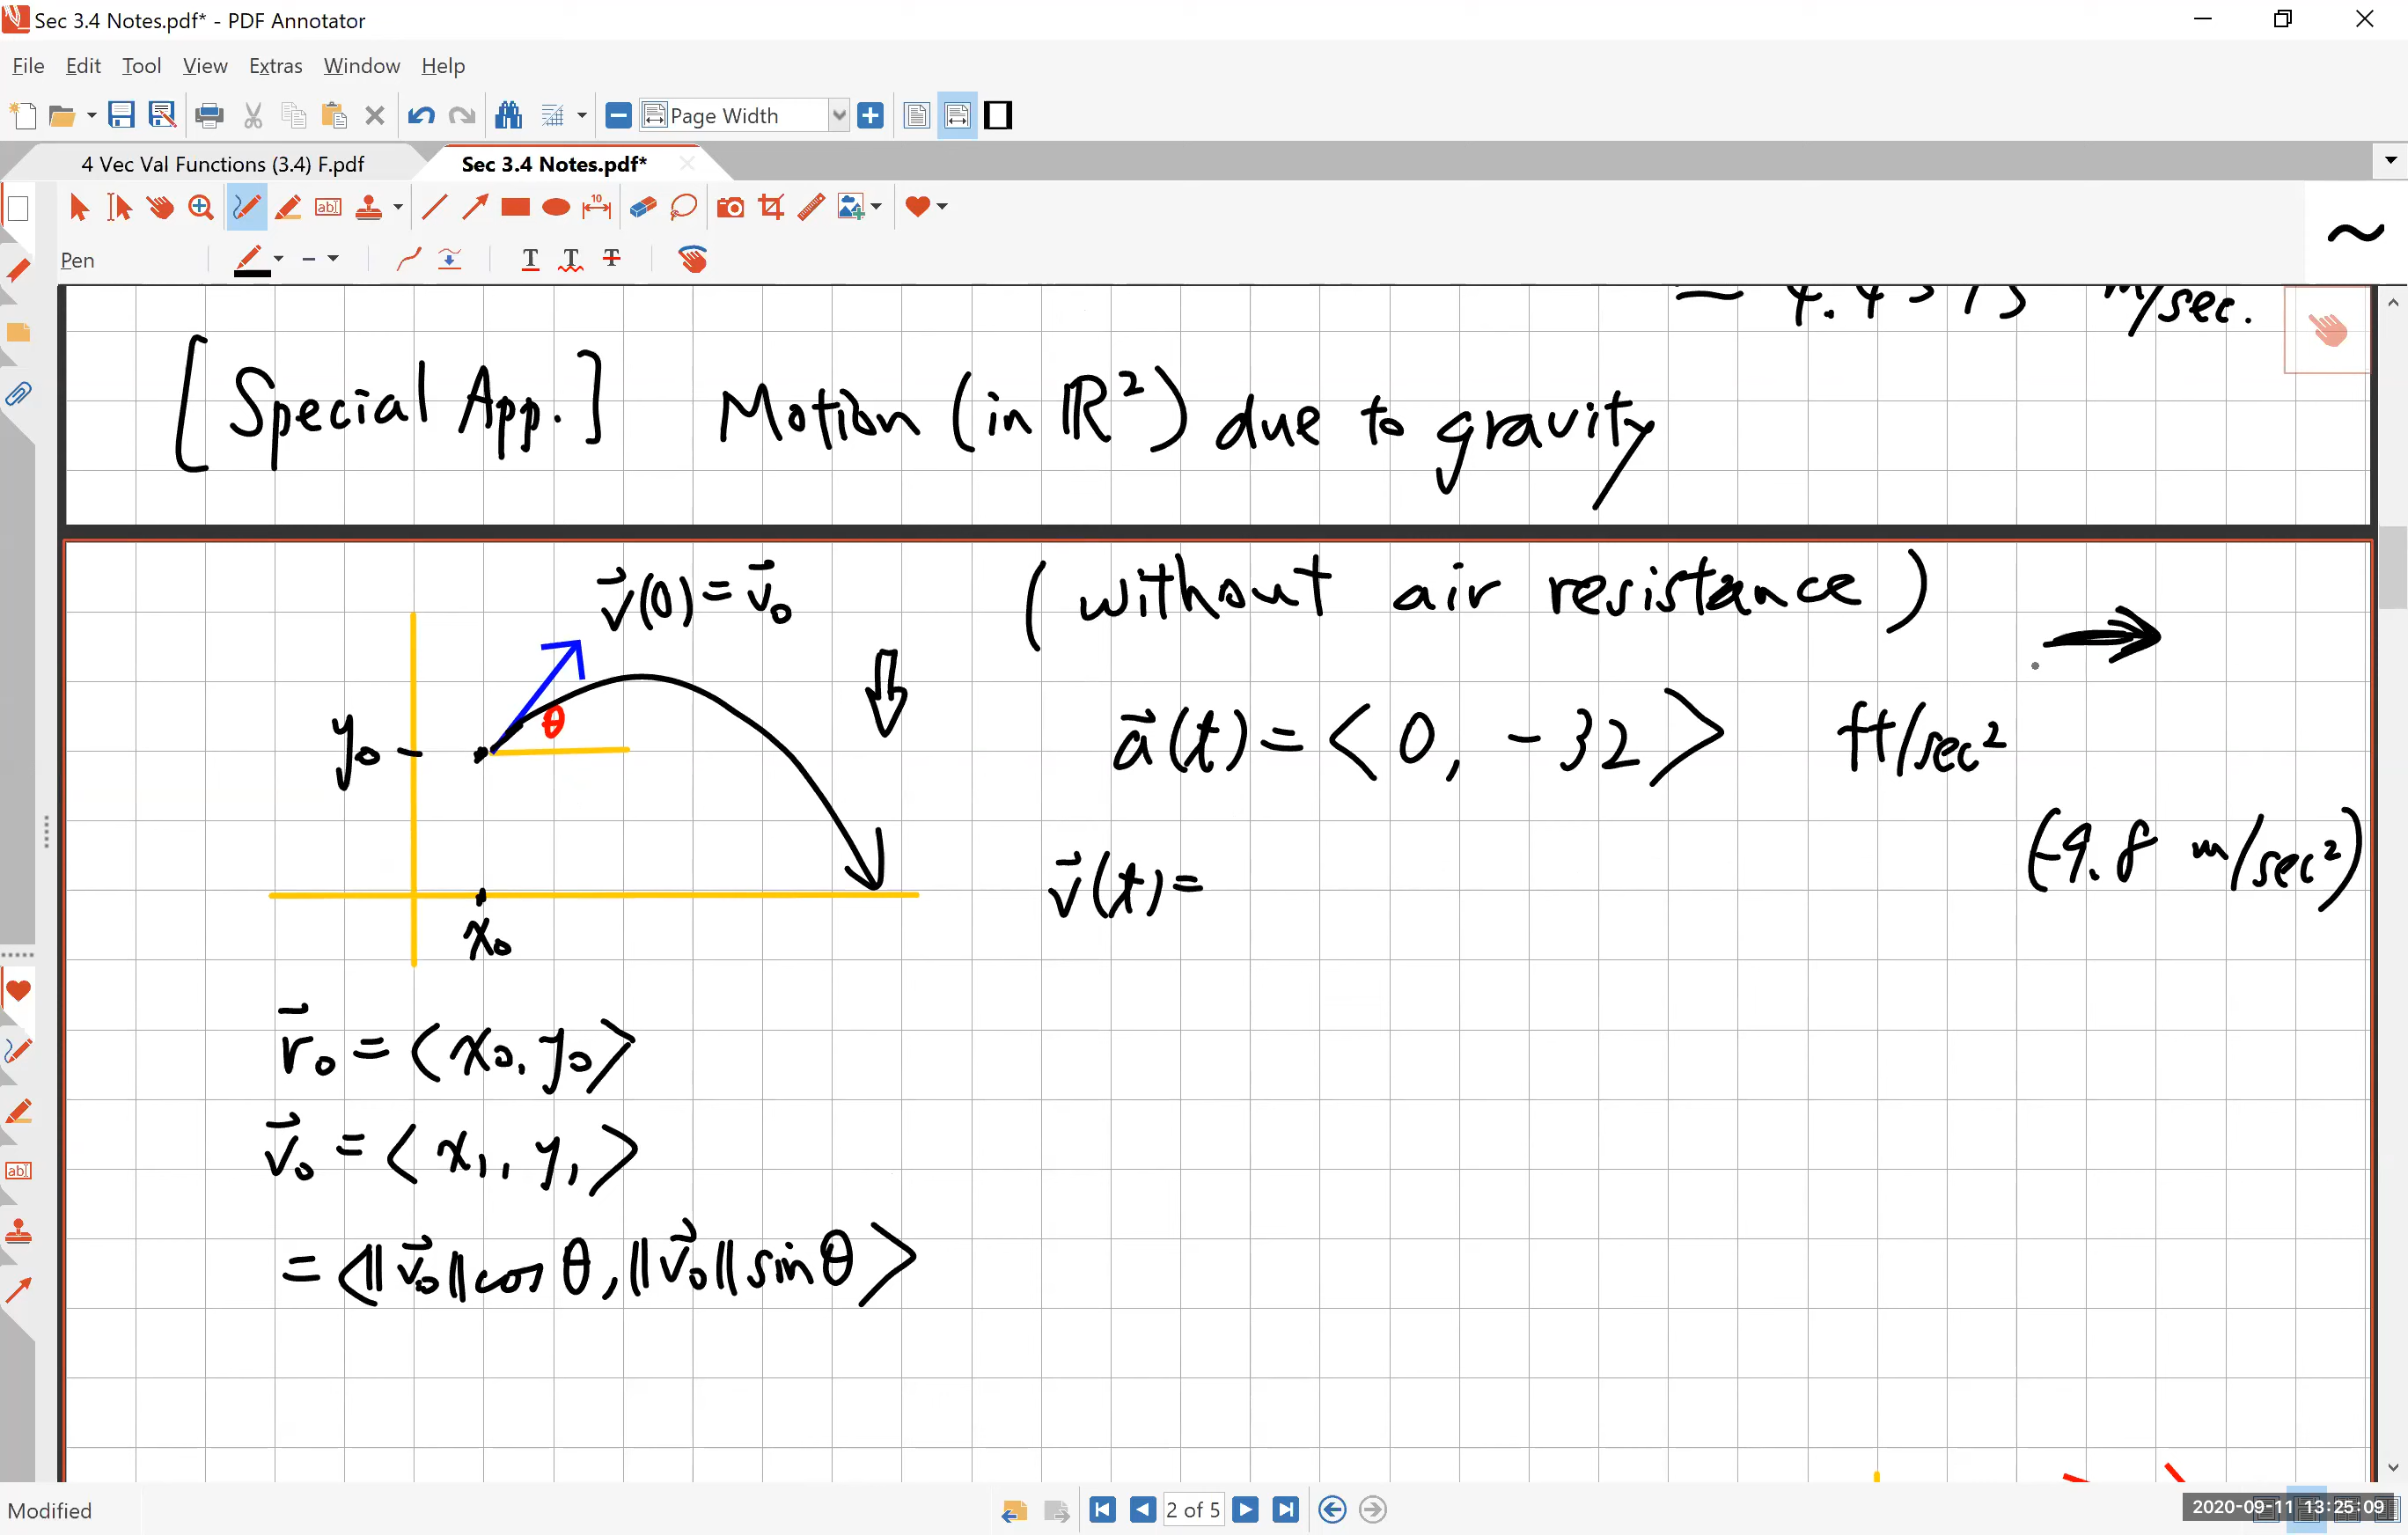 Sec 3.4 Notes.pdf* - PDF Annotator
File Edit Tool View Extras Window Help
Page Width
4 Vec Val Functions (3.4) F.pdf
Sec 3.4 Notes.pdf*
Pen
m/sec.
[Special App.] Motion (in ℝ²) due to gravity
v⃗(0) = v⃗₀
(without air resistance)
θ
y₀
a⃗(t) = <0, -32> ft/sec²
(-9.8 m/sec²)
v⃗(t) =
x₀
r⃗₀ = <x₀, y₀>
v⃗₀ = <x₁, y₁>
= <‖v⃗₀‖cos θ, ‖v⃗₀‖ sin θ>
Modified
2 of 5
2020-09-11 13:25:09